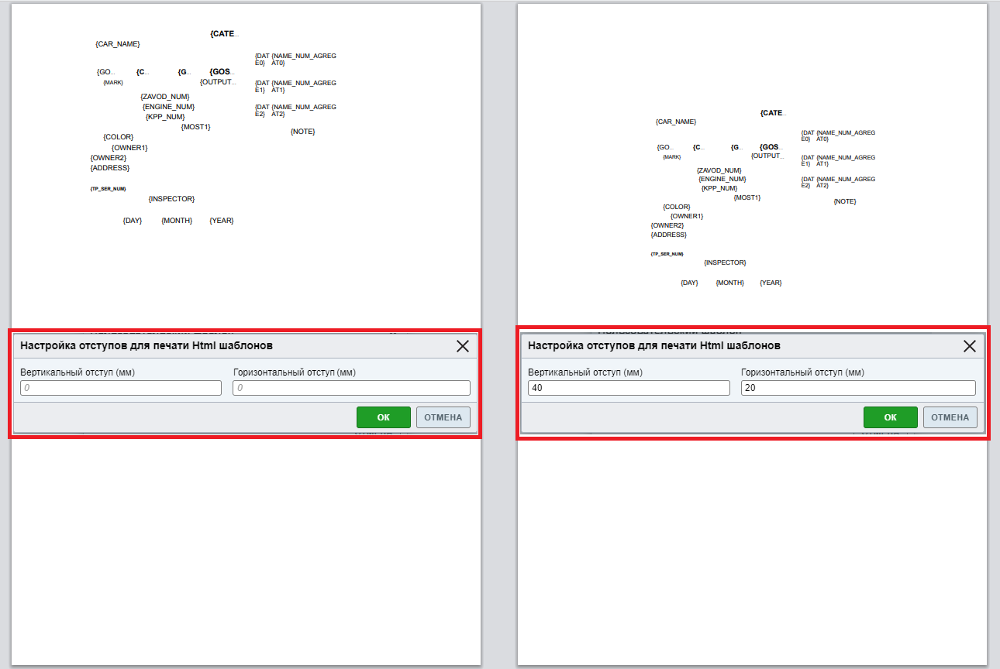 {CATE...
{CAR_NAME}
{DAT {NAME_NUM_AGREG
E0} AT0}
{GO... {C... {G... {GOS...
{MARK} {OUTPUT...
{DAT {NAME_NUM_AGREG
E1} AT1}
{ZAVOD_NUM}
{ENGINE_NUM}
{DAT {NAME_NUM_AGREG
E2} AT2}
{KPP_NUM}
{MOST1}
{NOTE}
{COLOR}
{OWNER1}
{OWNER2}
{ADDRESS}
{TP_SER_NUM}
{INSPECTOR}
{DAY} {MONTH} {YEAR}
Настройка отступов для печати Html шаблонов
Вертикальный отступ (мм) Горизонтальный отступ (мм)
0 0
ОК ОТМЕНА
{CATE...
{CAR_NAME}
{DAT {NAME_NUM_AGREG
E0} AT0}
{GO... {C... {G... {GOS...
{MARK} {OUTPUT...
{DAT {NAME_NUM_AGREG
E1} AT1}
{ZAVOD_NUM}
{ENGINE_NUM}
{DAT {NAME_NUM_AGREG
E2} AT2}
{KPP_NUM}
{MOST1}
{NOTE}
{COLOR}
{OWNER1}
{OWNER2}
{ADDRESS}
{TP_SER_NUM}
{INSPECTOR}
{DAY} {MONTH} {YEAR}
Настройка отступов для печати Html шаблонов
Вертикальный отступ (мм) Горизонтальный отступ (мм)
40 20
ОК ОТМЕНА